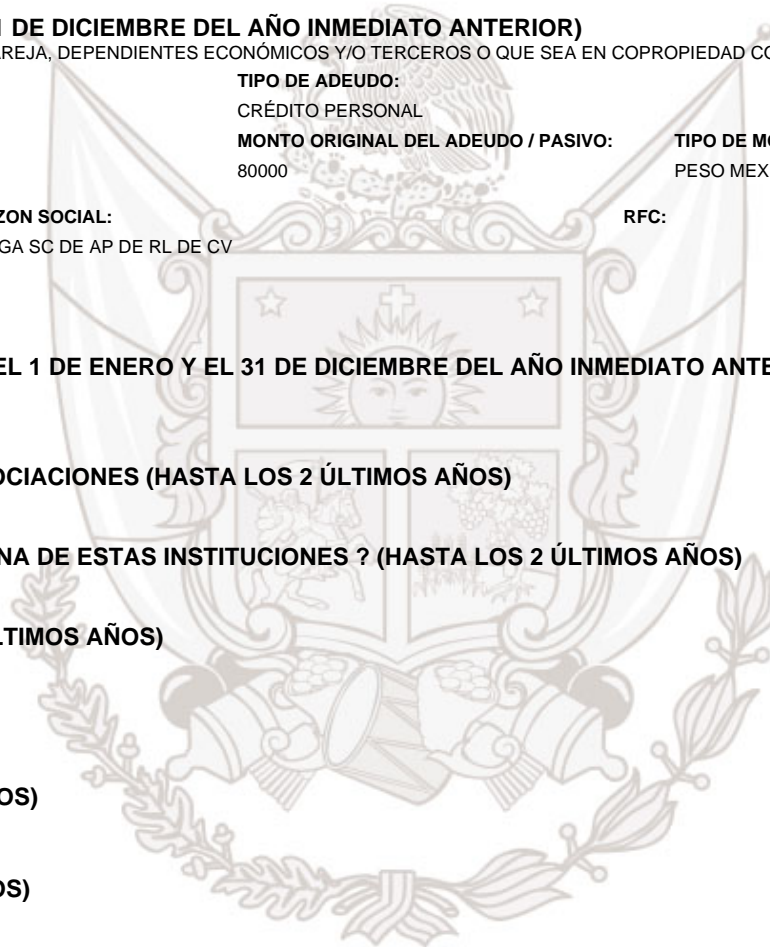 1 DE DICIEMBRE DEL AÑO INMEDIATO ANTERIOR)
AREJA, DEPENDIENTES ECONÓMICOS Y/O TERCEROS O QUE SEA EN COPROPIEDAD CO
TIPO DE ADEUDO:
CRÉDITO PERSONAL
MONTO ORIGINAL DEL ADEUDO / PASIVO: TIPO DE MO
80000 PESO MEX
ZON SOCIAL: RFC:
GA SC DE AP DE RL DE CV
EL 1 DE ENERO Y EL 31 DE DICIEMBRE DEL AÑO INMEDIATO ANTE
OCIACIONES (HASTA LOS 2 ÚLTIMOS AÑOS)
NA DE ESTAS INSTITUCIONES ? (HASTA LOS 2 ÚLTIMOS AÑOS)
LTIMOS AÑOS)
OS)
OS)